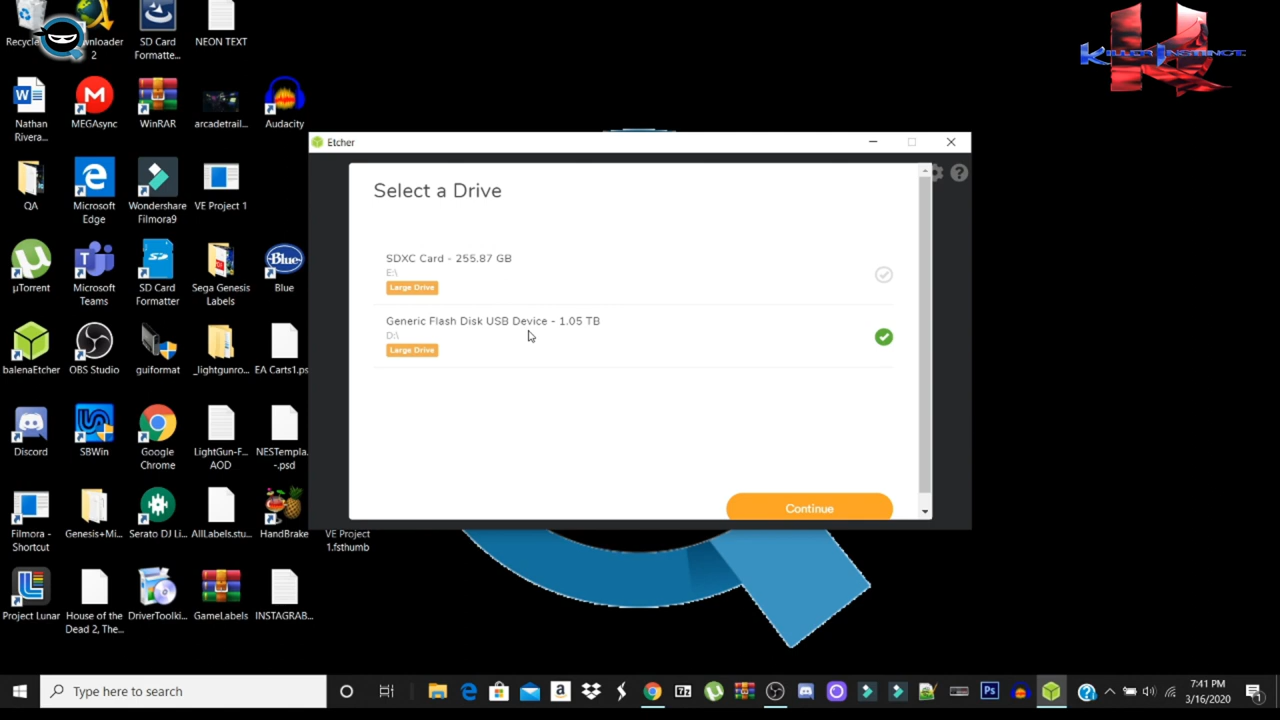 Recycle
wnloader
2
SD Card
Formatte...
NEON TEXT
KILLER INSTINCT
Nathan
Rivera...
MEGAsync
WinRAR
arcadetrail...
Audacity
QA
Microsoft
Edge
Wondershare
Filmora9
VE Project 1
µTorrent
Microsoft
Teams
SD Card
Formatter
Sega Genesis
Labels
Blue
balenaEtcher
OBS Studio
guiformat
_lightgunro...
EA Carts1.ps
Discord
SBWin
Google
Chrome
LightGun-F...
AOD
NESTempla.
-.psd
Filmora -
Shortcut
Genesis+Mi...
Serato DJ Li...
AllLabels.stu...
HandBrake
VE Project
1.fsthumb
Project Lunar
House of the
Dead 2, The...
DriverToolki...
GameLabels
INSTAGRAB...
Etcher
Select a Drive
SDXC Card - 255.87 GB
E:\
Large Drive
Generic Flash Disk USB Device - 1.05 TB
D:\
Large Drive
Continue
Type here to search
7:41 PM
3/16/2020